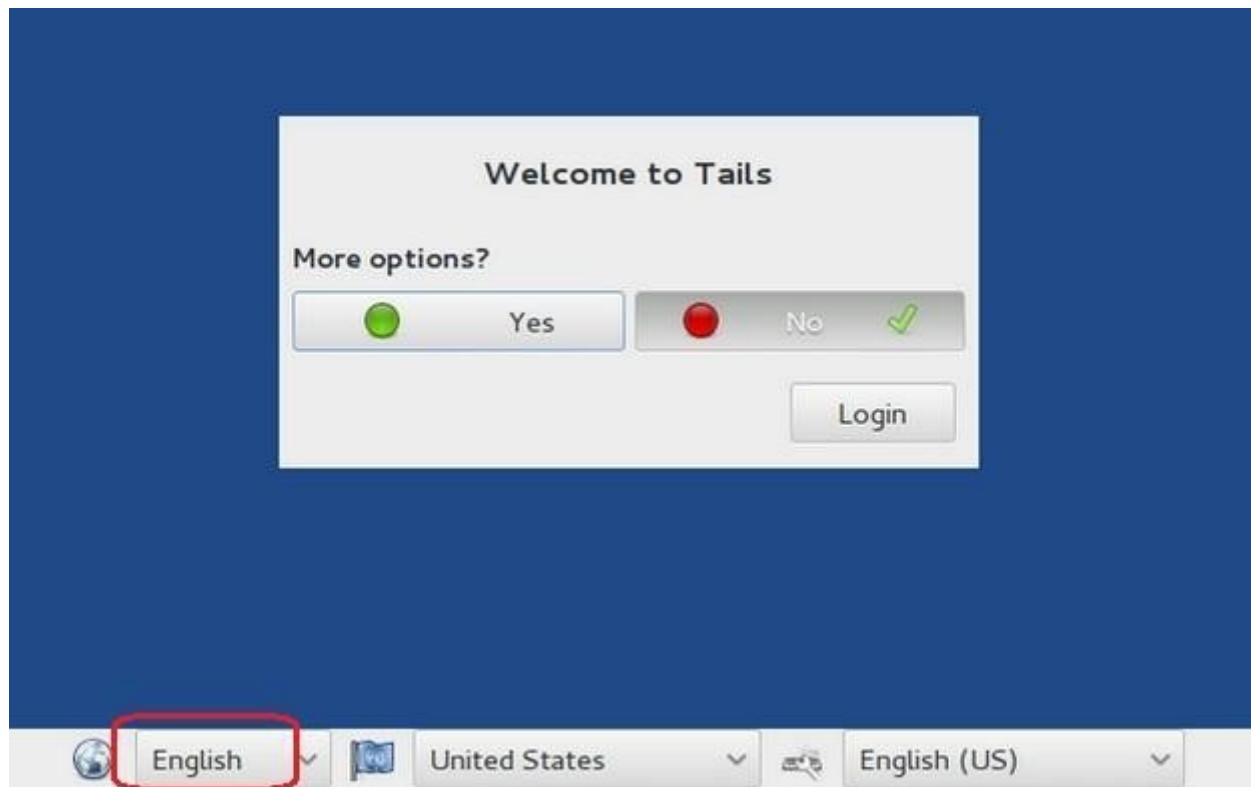 Welcome to Tails
More options?
Yes No
Login
English United States English (US)